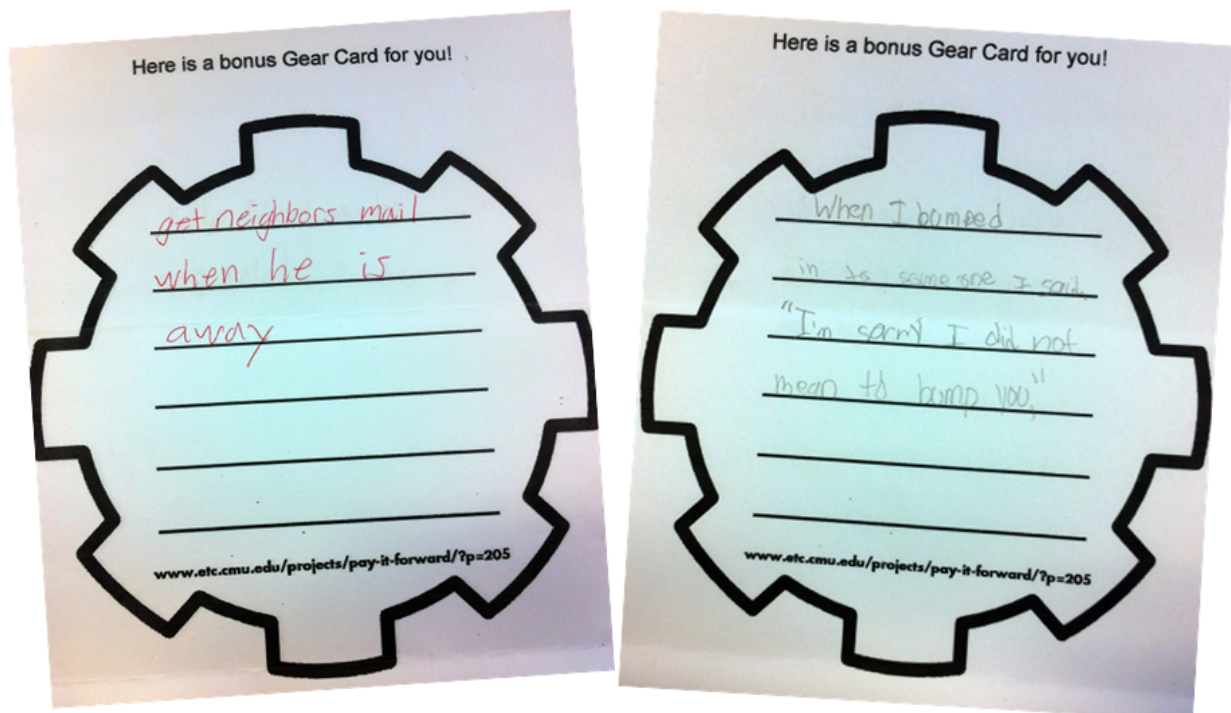 Here is a bonus Gear Card for you!
get neighbors mail
when he is
away
www.etc.cmu.edu/projects/pay-it-forward/?p=205
Here is a bonus Gear Card for you!
When I bumped
in to some one I said,
"I'm sorry I did not
mean to bump you,"
www.etc.cmu.edu/projects/pay-it-forward/?p=205